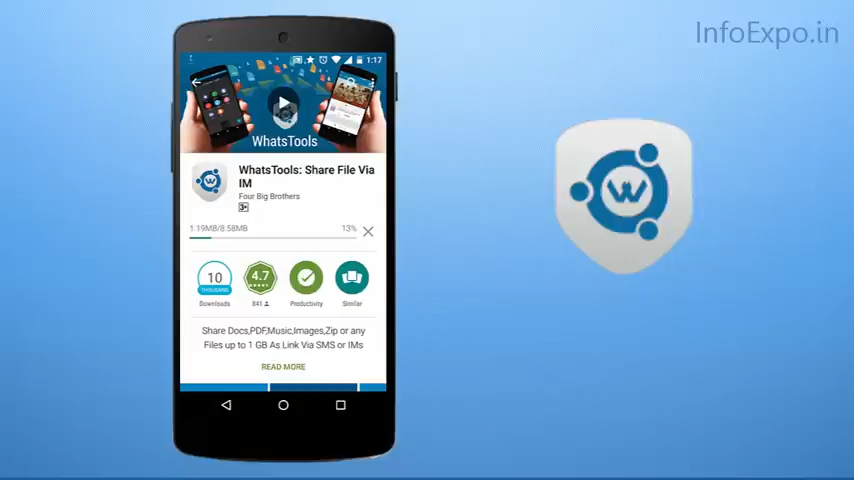 InfoExpo.in
1:17
WhatsTools
WhatsTools: Share File Via
IM
Four Big Brothers
3+
1.19MB/8.58MB 13%
10 4.7
THOUSAND
Downloads 841 Productivity Similar
Share Docs,PDF,Music,Images,Zip or any
Files up to 1 GB As Link Via SMS or IMs
READ MORE
W